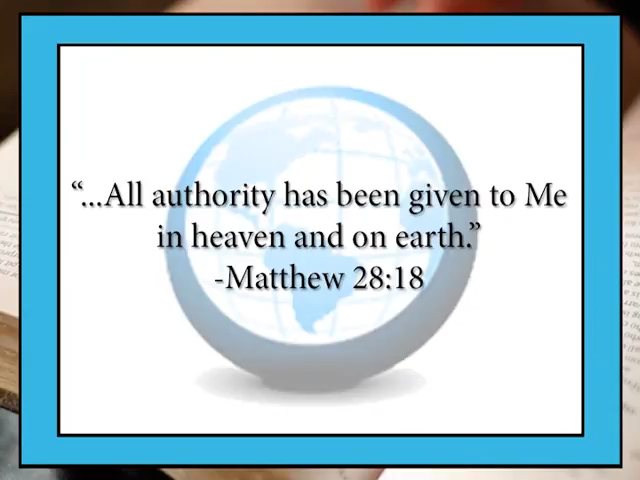 “...All authority has been given to Me
in heaven and on earth.”
-Matthew 28:18